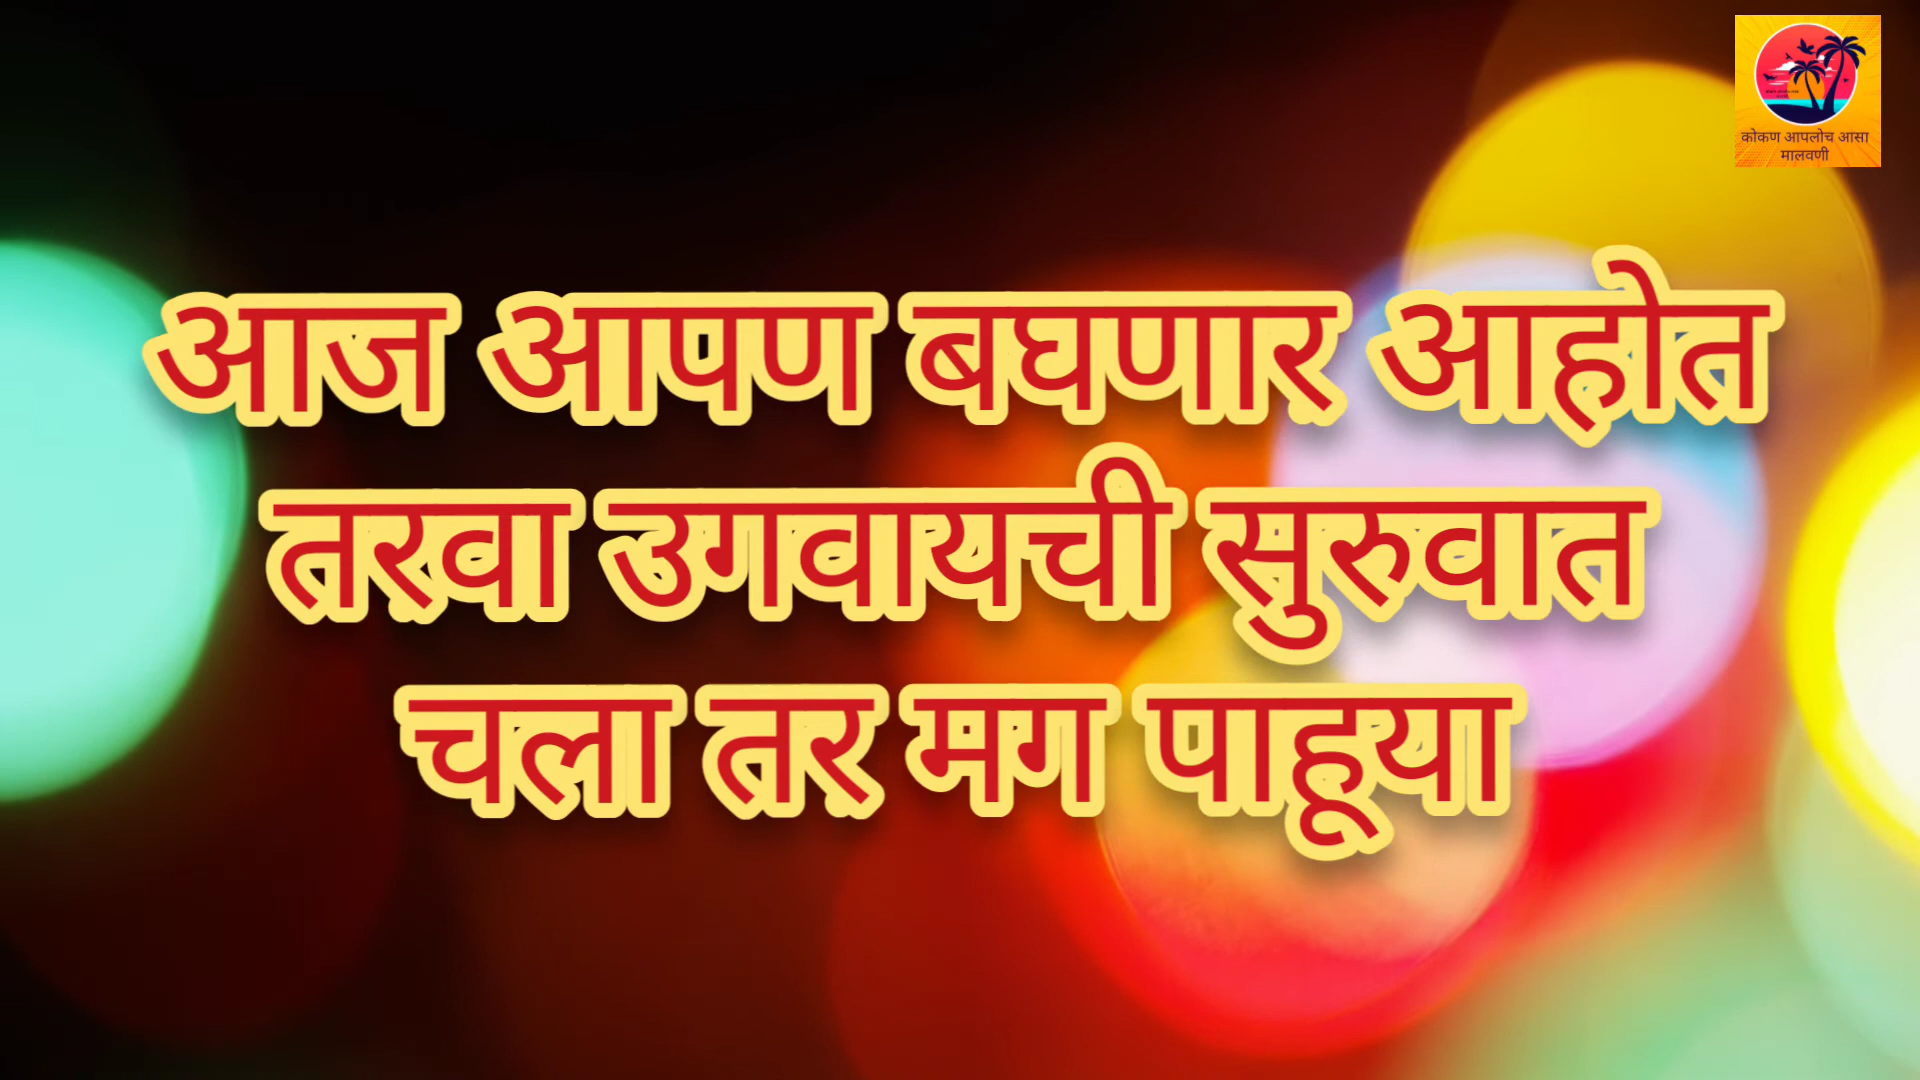 कोकण आपलोच आसा
मालवणी
आज आपण बघणार आहोत
तरवा उगवायची सुरुवात
चला तर मग पाहूया